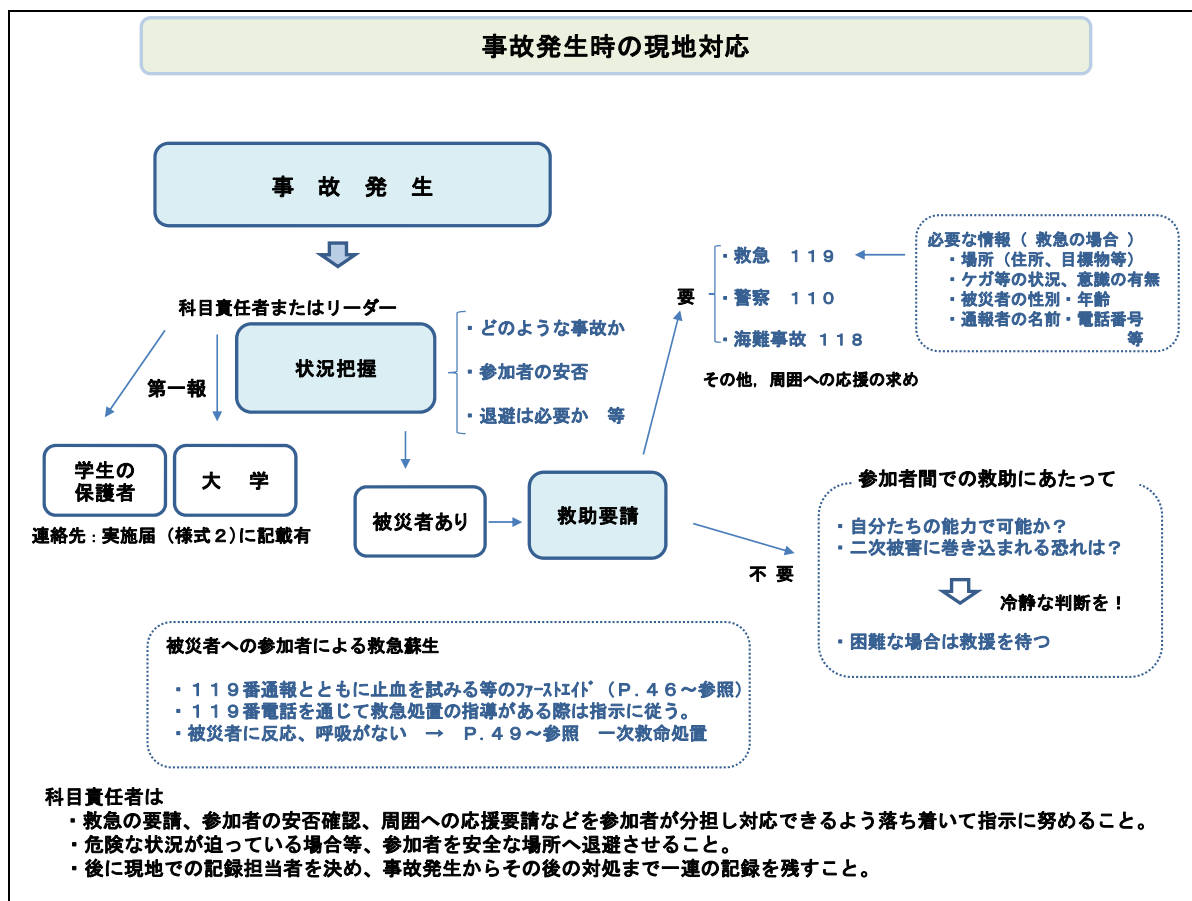 事故発生時の現地対応
事 故 発 生
科目責任者またはリーダー
状況把握
・どのような事故か
・参加者の安否
・退避は必要か 等
第一報
学生の
保護者
大 学
連絡先：実施届（様式２）に記載有
被災者あり
救助要請
要
・救急 １１９
・警察 １１０
・海難事故 １１８
その他，周囲への応援の求め
必要な情報（ 救急の場合 ）
・場所（住所、目標物等）
・ケガ等の状況、意識の有無
・被災者の性別・年齢
・通報者の名前・電話番号
等
不 要
参加者間での救助にあたって
・自分たちの能力で可能か？
・二次被害に巻き込まれる恐れは？
冷静な判断を！
・困難な場合は救援を待つ
被災者への参加者による救急蘇生
・１１９番通報とともに止血を試みる等のﾌｧｰｽﾄｴｲﾄﾞ（Ｐ．４６～参照）
・１１９番電話を通じて救急処置の指導がある際は指示に従う。
・被災者に反応、呼吸がない → Ｐ．４９～参照 一次救命処置
科目責任者は
・救急の要請、参加者の安否確認、周囲への応援要請などを参加者が分担し対応できるよう落ち着いて指示に努めること。
・危険な状況が迫っている場合等、参加者を安全な場所へ退避させること。
・後に現地での記録担当者を決め、事故発生からその後の対処まで一連の記録を残すこと。